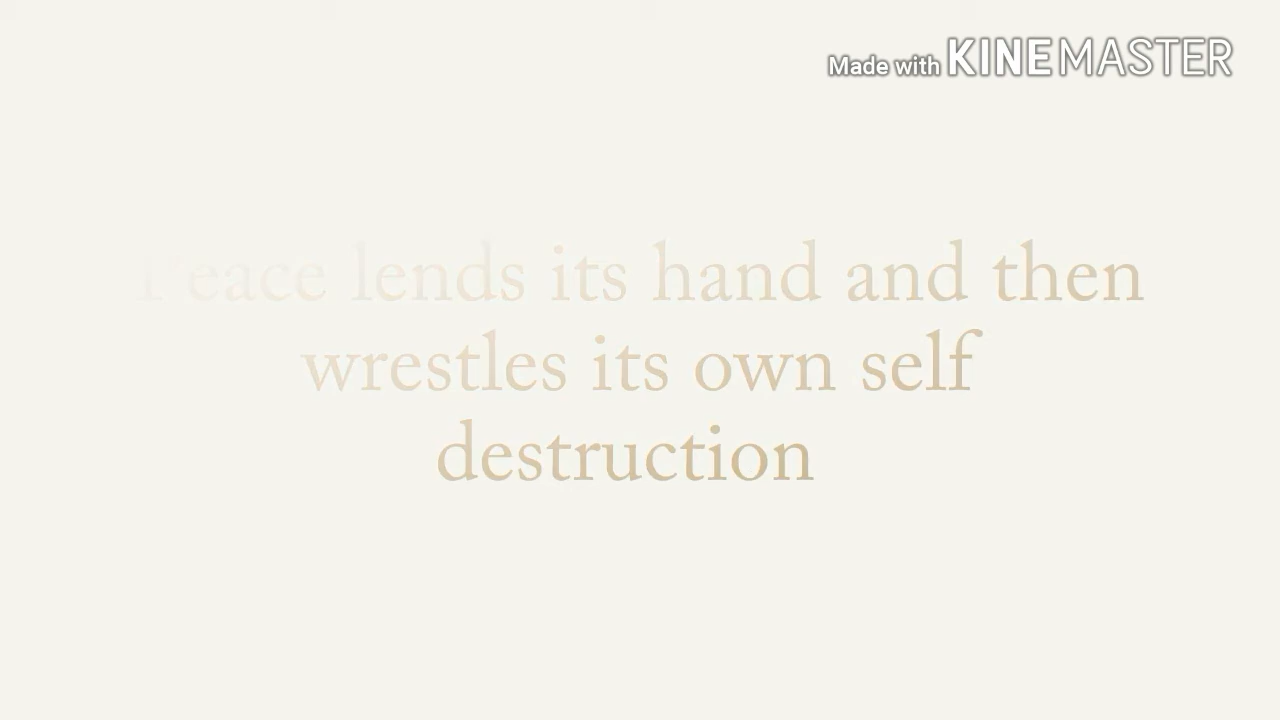 Made with KINEMASTER
Peace lends its hand and then
wrestles its own self
destruction